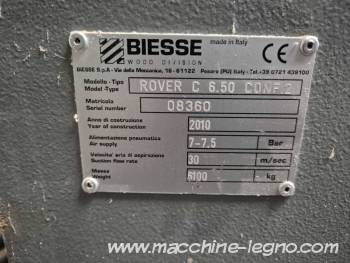 BIESSE
made in Italy
WOOD DIVISION
CE
BIESSE S.p.A - Via della Meccanica, 16 - 61122 Pesaro (PU) Italy - Tel.+39 0721 439100
Modello - Tipo
Model - Type
ROVER C 6.50 CONF 2
Matricola
Serial number
08360
Anno di costruzione
Year of construction
2010
Alimentazione pneumatica
Air supply
7-7,5
Bar
Velocita' aria di aspirazione
Suction flow rate
30
m/sec
Massa
Weight
6100
kg
www.macchine-legno.com